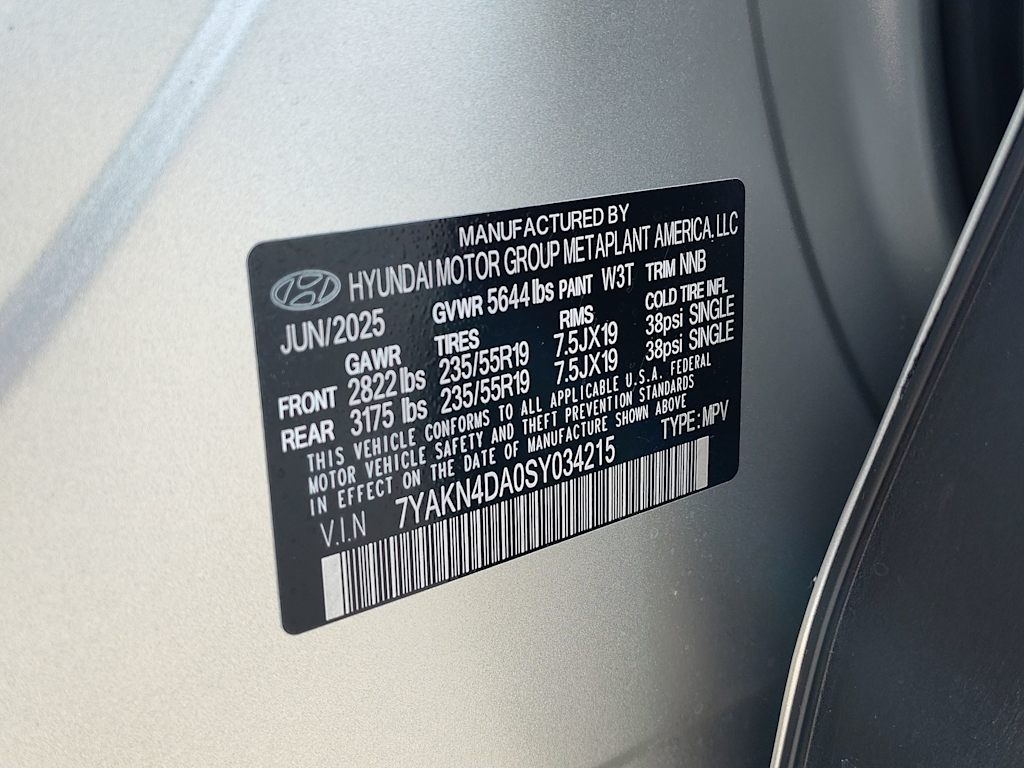 MANUFACTURED BY
HYUNDAI MOTOR GROUP METAPLANT AMERICA, LLC
JUN/2025 GVWR 5644 lbs PAINT W3T TRIM NNB
GAWR TIRES RIMS COLD TIRE INFL
FRONT 2822 lbs 235/55R19 7.5JX19 38psi SINGLE
REAR 3175 lbs 235/55R19 7.5JX19 38psi SINGLE
THIS VEHICLE CONFORMS TO ALL APPLICABLE U.S.A. FEDERAL
MOTOR VEHICLE SAFETY AND THEFT PREVENTION STANDARDS
IN EFFECT ON THE DATE OF MANUFACTURE SHOWN ABOVE
V.I.N 7YAKN4DA0SY034215 TYPE: MPV